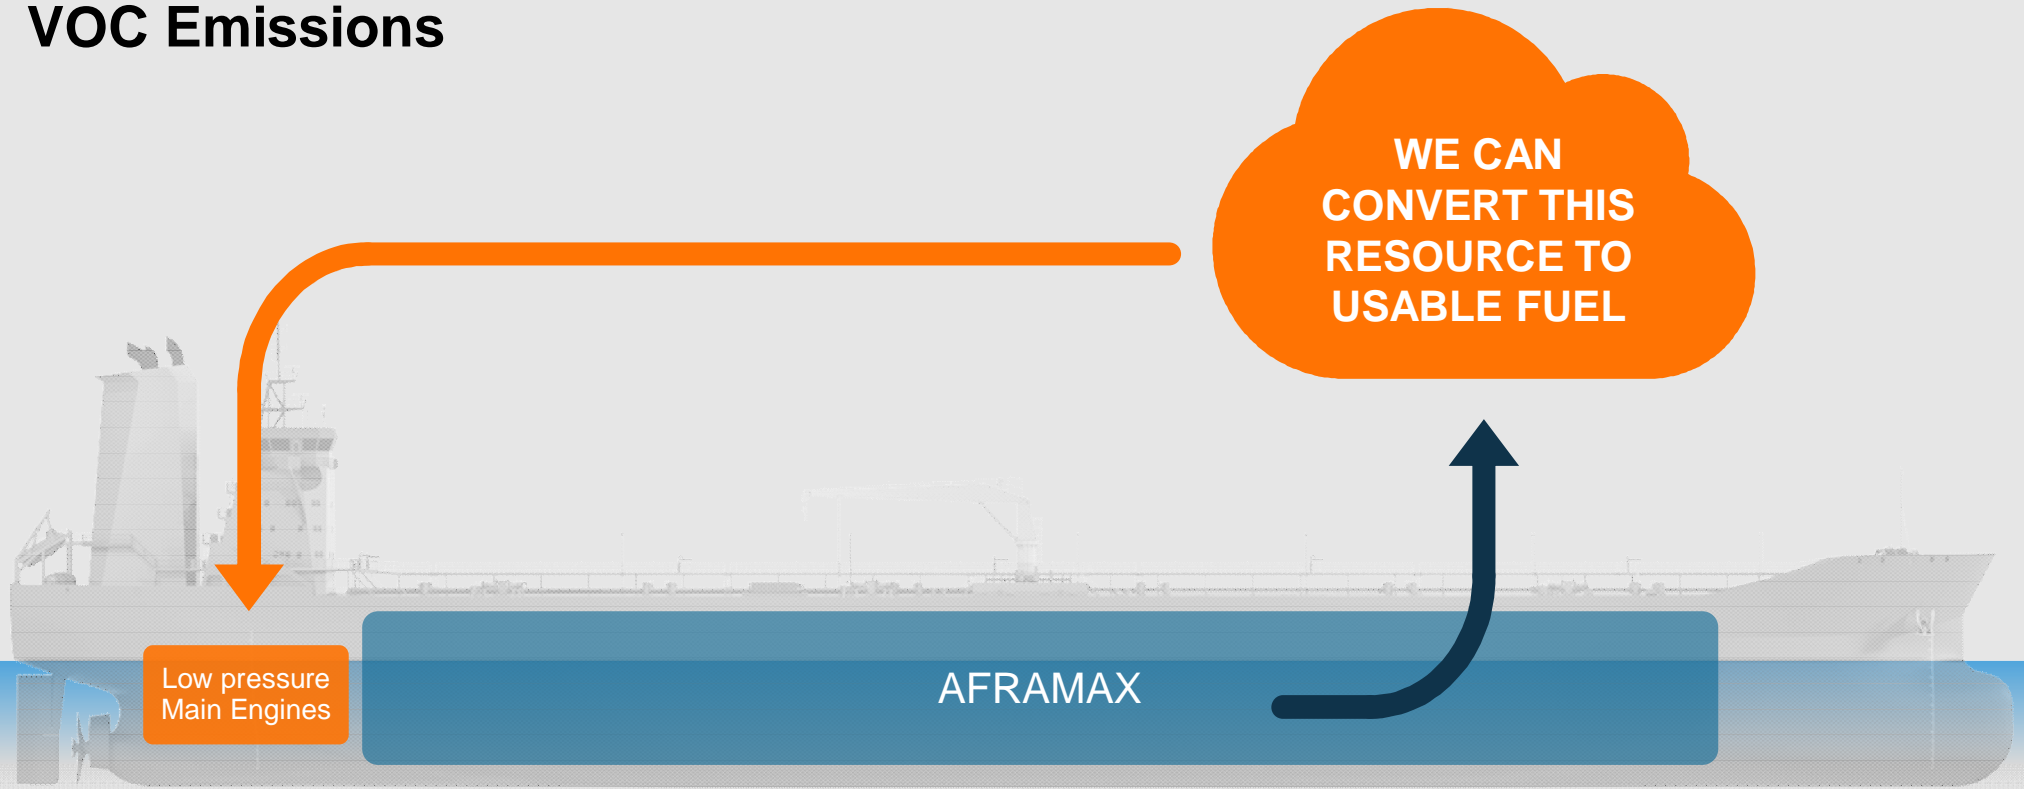 VOC Emissions
WE CAN
CONVERT THIS
RESOURCE TO
USABLE FUEL
Low pressure
Main Engines
AFRAMAX